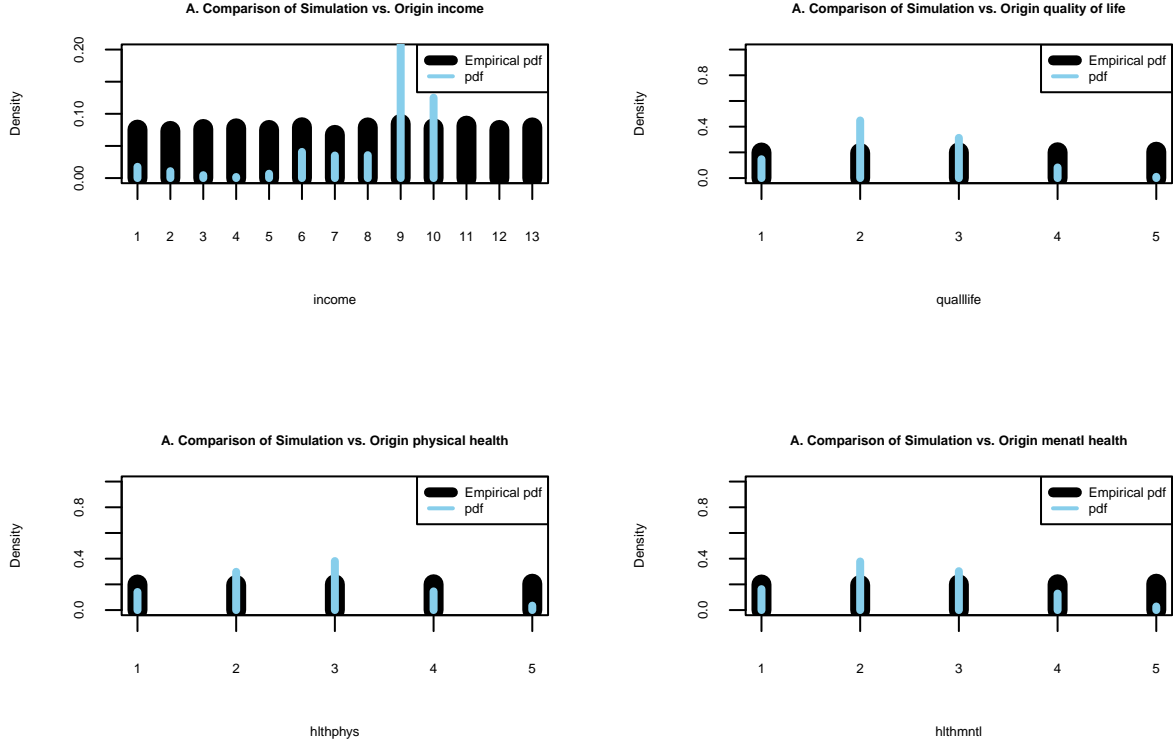 A. Comparison of Simulation vs. Origin income
Density
0.20
0.10
0.00
Empirical pdf
pdf
1 2 3 4 5 6 7 8 9 10 11 12 13
income
A. Comparison of Simulation vs. Origin quality of life
Density
0.8
0.4
0.0
Empirical pdf
pdf
1 2 3 4 5
qualllife
A. Comparison of Simulation vs. Origin physical health
Density
0.8
0.4
0.0
Empirical pdf
pdf
1 2 3 4 5
hlthphys
A. Comparison of Simulation vs. Origin menatl health
Density
0.8
0.4
0.0
Empirical pdf
pdf
1 2 3 4 5
hlthmntl